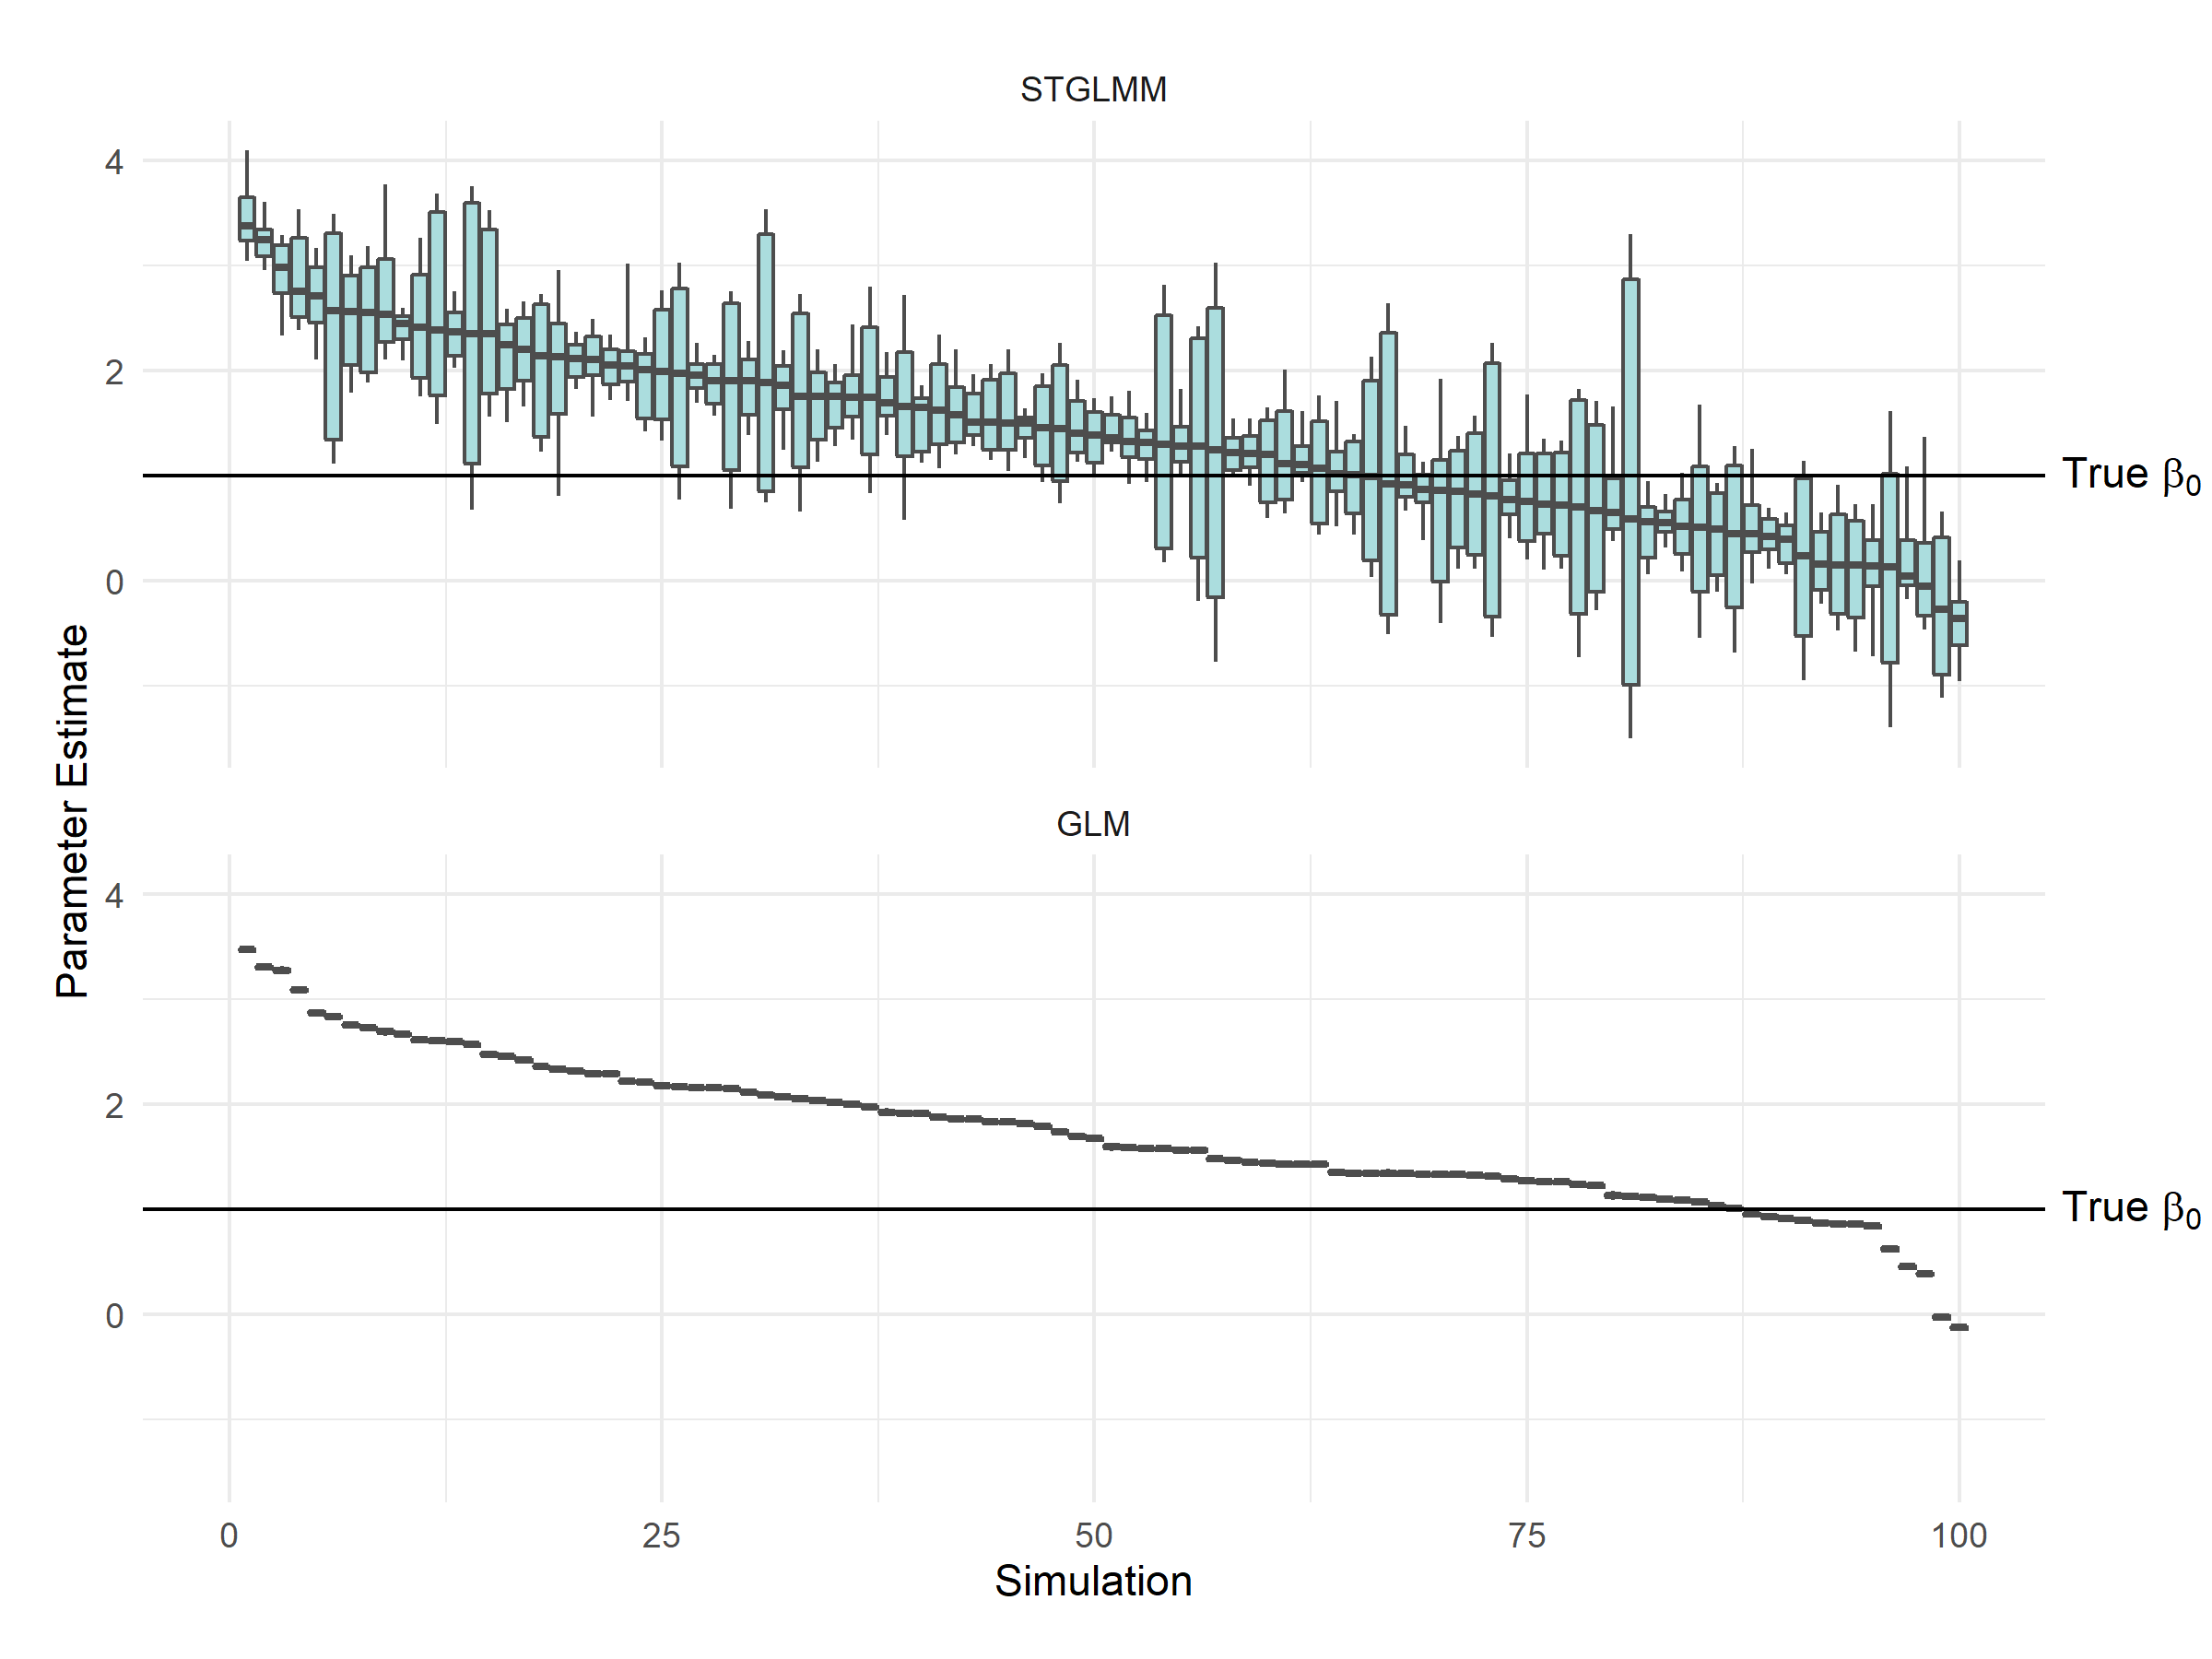 STGLMM
4
2
0
True β₀
Parameter Estimate
GLM
4
2
0
True β₀
0 25 50 75 100
Simulation